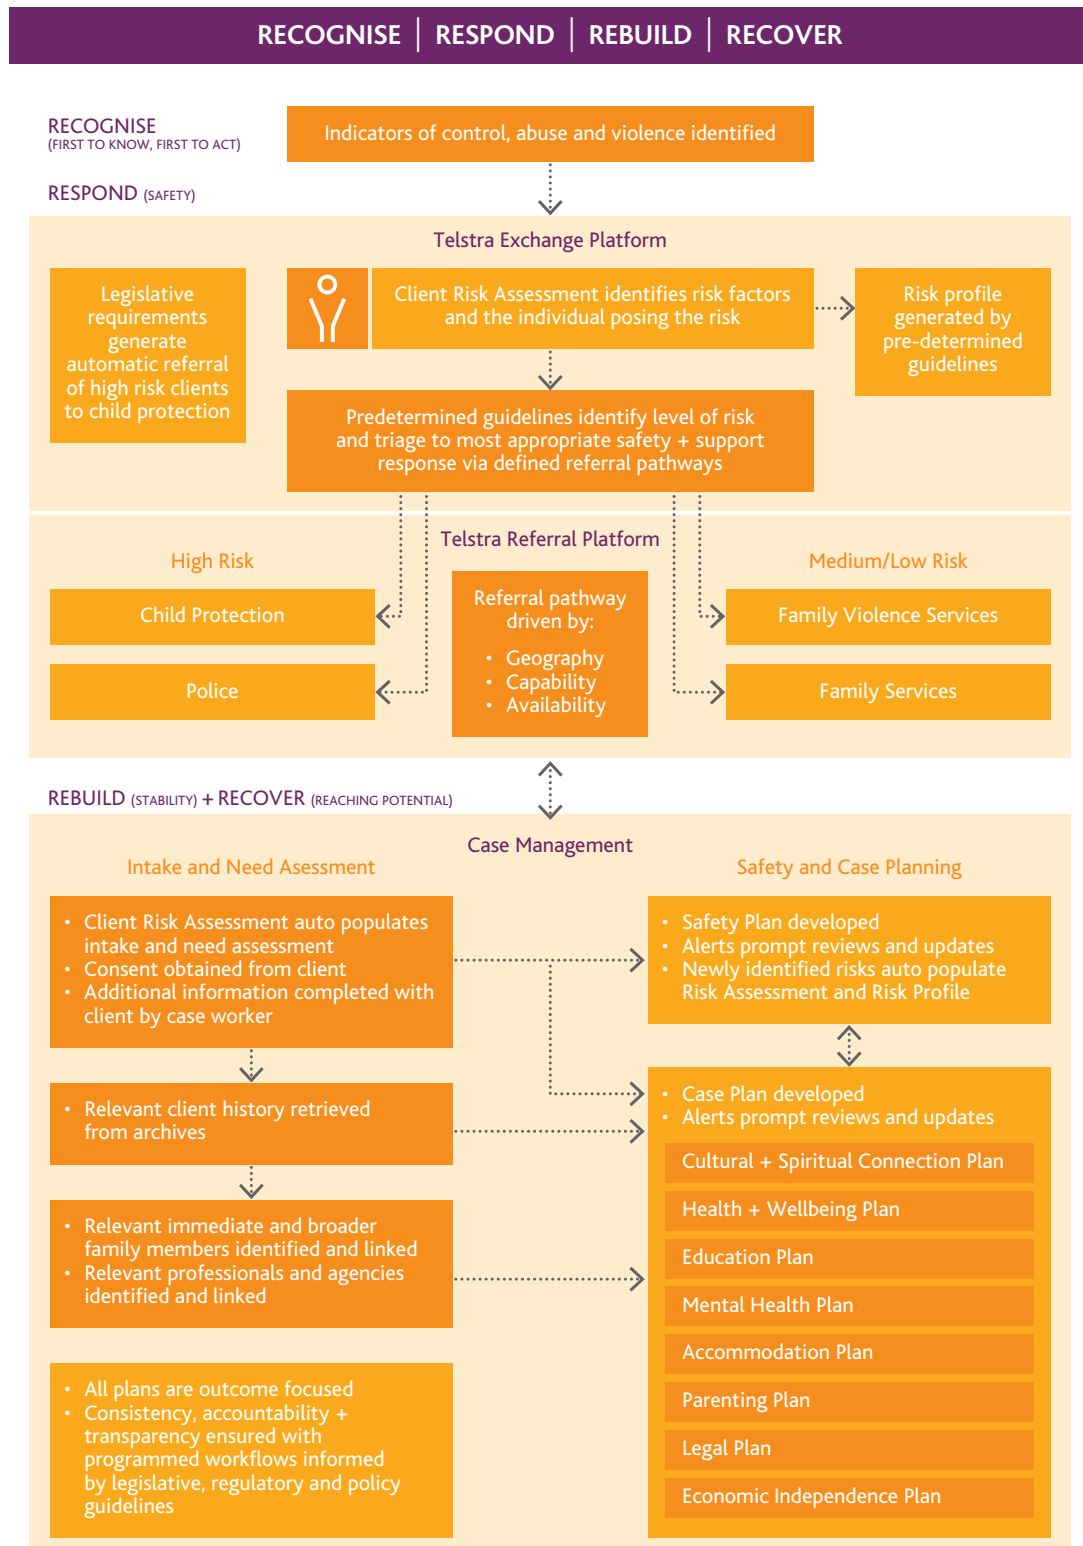 RECOGNISE | RESPOND | REBUILD | RECOVER
RECOGNISE
(FIRST TO KNOW, FIRST TO ACT)
Indicators of control, abuse and violence identified
RESPOND (SAFETY)
Telstra Exchange Platform
Legislative
requirements
generate
automatic referral
of high risk clients
to child protection
Client Risk Assessment identifies risk factors
and the individual posing the risk
Risk profile
generated by
pre-determined
guidelines
Predetermined guidelines identify level of risk
and triage to most appropriate safety + support
response via defined referral pathways
Telstra Referral Platform
High Risk
Child Protection
Police
Referral pathway
driven by:
• Geography
• Capability
• Availability
Medium/Low Risk
Family Violence Services
Family Services
REBUILD (STABILITY) + RECOVER (REACHING POTENTIAL)
Case Management
Intake and Need Asessment
• Client Risk Assessment auto populates
intake and need assessment
• Consent obtained from client
• Additional information completed with
client by case worker
• Relevant client history retrieved
from archives
• Relevant immediate and broader
family members identified and linked
• Relevant professionals and agencies
identified and linked
• All plans are outcome focused
• Consistency, accountability +
transparency ensured with
programmed workflows informed
by legislative, regulatory and policy
guidelines
Safety and Case Planning
• Safety Plan developed
• Alerts prompt reviews and updates
• Newly identified risks auto populate
Risk Assessment and Risk Profile
• Case Plan developed
• Alerts prompt reviews and updates
Cultural + Spiritual Connection Plan
Health + Wellbeing Plan
Education Plan
Mental Health Plan
Accommodation Plan
Parenting Plan
Legal Plan
Economic Independence Plan